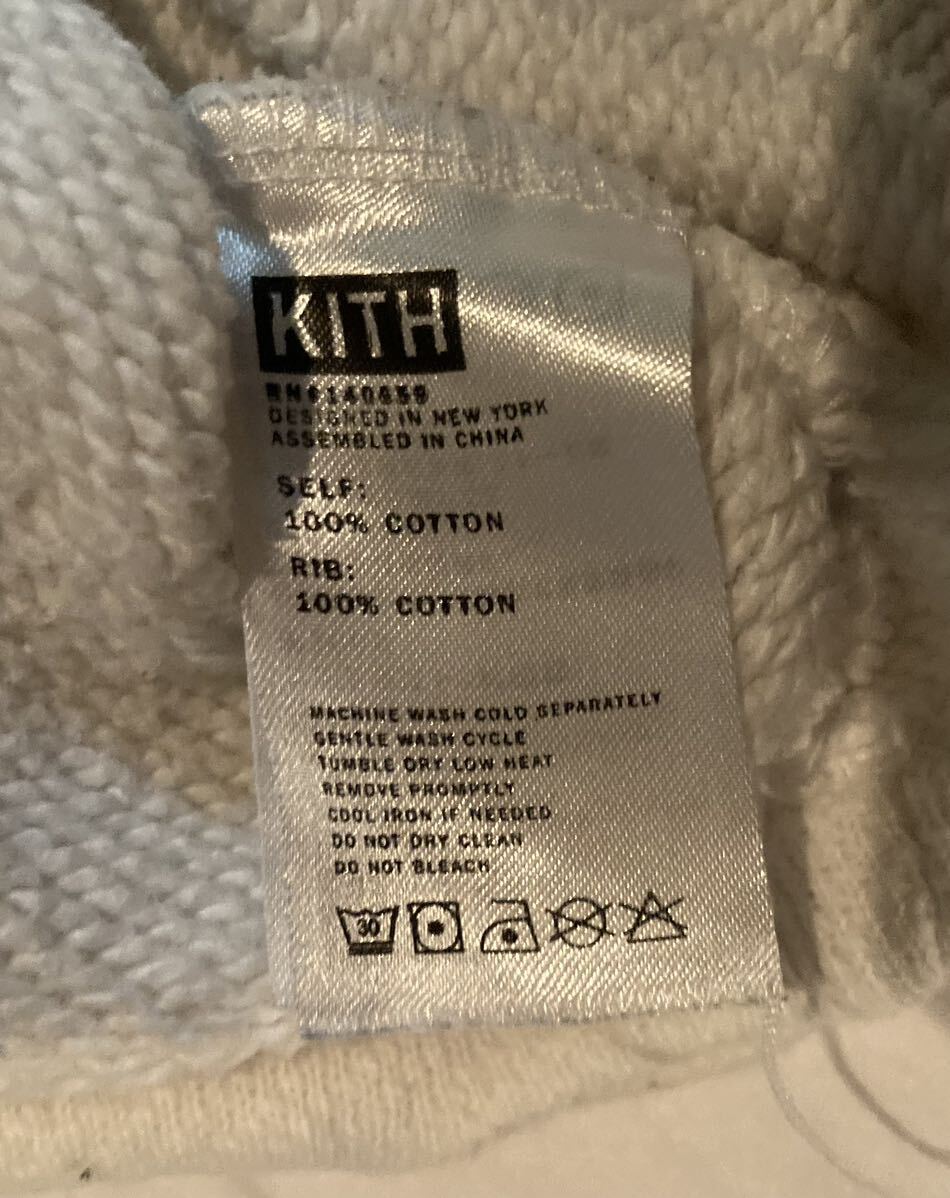 KITH
RN#140659
DESIGNED IN NEW YORK
ASSEMBLED IN CHINA
SELF:
100% COTTON
RIB:
100% COTTON
MACHINE WASH COLD SEPARATELY
GENTLE WASH CYCLE
TUMBLE DRY LOW HEAT
REMOVE PROMPTLY
COOL IRON IF NEEDED
DO NOT DRY CLEAN
DO NOT BLEACH
30